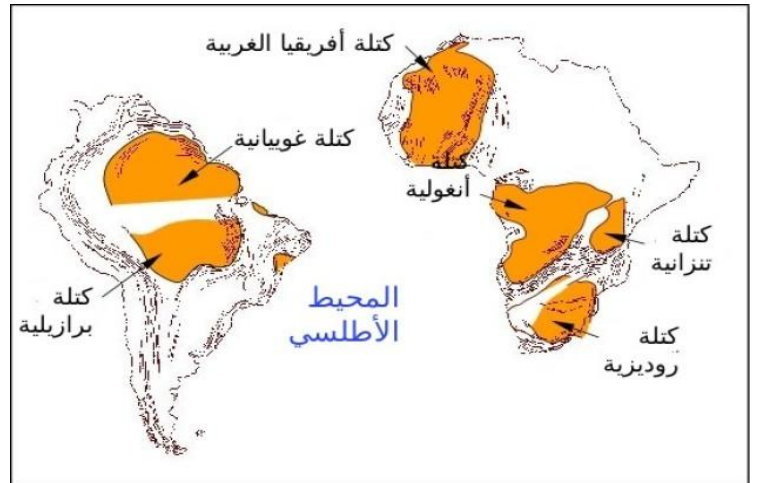 كتلة أفريقيا الغربية
كتلة غويانية
كتلة
أنغولية
كتلة
تنزانية
كتلة
برازيلية
المحيط
الأطلسي
كتلة
روديزية